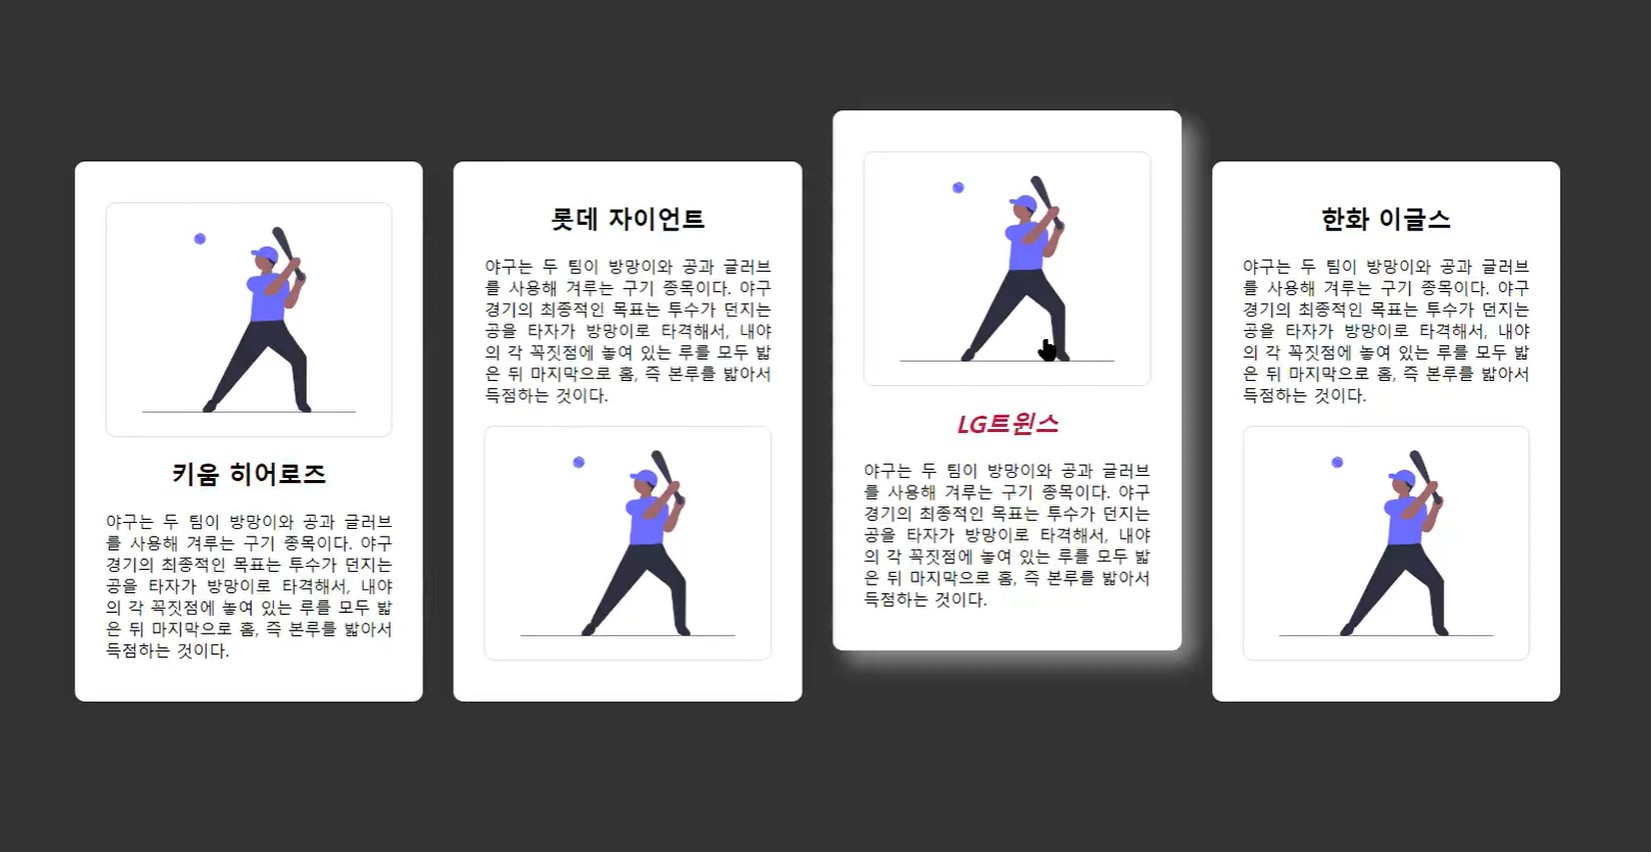 키움 히어로즈
야구는 두 팀이 방망이와 공과 글러브
를 사용해 겨루는 구기 종목이다. 야구
경기의 최종적인 목표는 투수가 던지는
공을 타자가 방망이로 타격해서, 내야
의 각 꼭짓점에 놓여 있는 루를 모두 밟
은 뒤 마지막으로 홈, 즉 본루를 밟아서
득점하는 것이다.
롯데 자이언트
야구는 두 팀이 방망이와 공과 글러브
를 사용해 겨루는 구기 종목이다. 야구
경기의 최종적인 목표는 투수가 던지는
공을 타자가 방망이로 타격해서, 내야
의 각 꼭짓점에 놓여 있는 루를 모두 밟
은 뒤 마지막으로 홈, 즉 본루를 밟아서
득점하는 것이다.
LG트윈스
야구는 두 팀이 방망이와 공과 글러브
를 사용해 겨루는 구기 종목이다. 야구
경기의 최종적인 목표는 투수가 던지는
공을 타자가 방망이로 타격해서, 내야
의 각 꼭짓점에 놓여 있는 루를 모두 밟
은 뒤 마지막으로 홈, 즉 본루를 밟아서
득점하는 것이다.
한화 이글스
야구는 두 팀이 방망이와 공과 글러브
를 사용해 겨루는 구기 종목이다. 야구
경기의 최종적인 목표는 투수가 던지는
공을 타자가 방망이로 타격해서, 내야
의 각 꼭짓점에 놓여 있는 루를 모두 밟
은 뒤 마지막으로 홈, 즉 본루를 밟아서
득점하는 것이다.